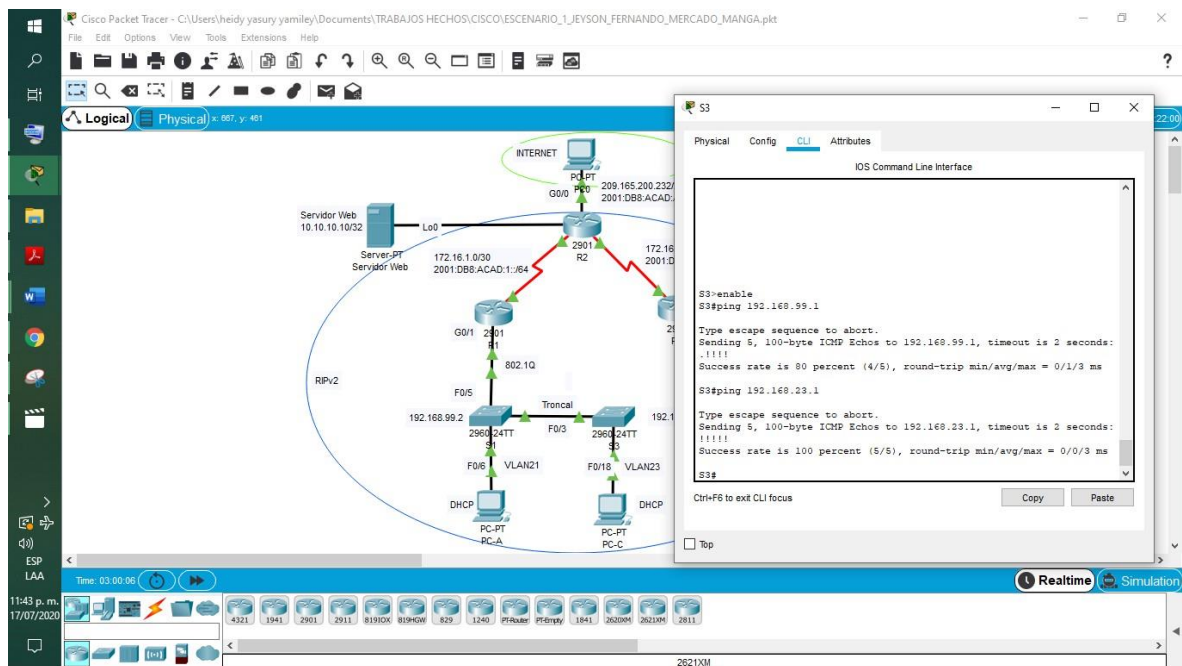 Cisco Packet Tracer - C:\Users\heidy yasury yamiley\Documents\TRABAJOS HECHOS\CISCO\ESCENARIO_1_JEYSON_FERNANDO_MERCADO_MANGA.pkt
File Edit Options View Tools Extensions Help
?
Logical Physical x: 667, y: 461
22:00
INTERNET
PC-PT
PC0
G0/0
209.165.200.232/
2001:DB8:ACAD:
Servidor Web
10.10.10.10/32
Lo0
Server-PT
Servidor Web
2901
R2
172.16.1.0/30
2001:DB8:ACAD:1::/64
172.16
2001:D
G0/1
2901
R1
802.1Q
RIPv2
F0/5
Troncal
192.168.99.2
192.1
2960-24TT
S1
F0/3
2960-24TT
S3
F0/6
VLAN21
F0/18
VLAN23
DHCP
DHCP
PC-PT
PC-A
PC-PT
PC-C
S3
Physical Config CLI Attributes
IOS Command Line Interface
S3>enable
S3#ping 192.168.99.1
Type escape sequence to abort.
Sending 5, 100-byte ICMP Echos to 192.168.99.1, timeout is 2 seconds:
.!!!!
Success rate is 80 percent (4/5), round-trip min/avg/max = 0/1/3 ms
S3#ping 192.168.23.1
Type escape sequence to abort.
Sending 5, 100-byte ICMP Echos to 192.168.23.1, timeout is 2 seconds:
!!!!!
Success rate is 100 percent (5/5), round-trip min/avg/max = 0/0/3 ms
S3#
Ctrl+F6 to exit CLI focus
Copy
Paste
Top
Time: 03:00:06
Realtime
Simulation
4321 1941 2901 2911 819IOX 819HGW 829 1240 PT-Router PT-Empty 1841 2620XM 2621XM 2811
2621XM
ESP
LAA
11:43 p. m.
17/07/2020